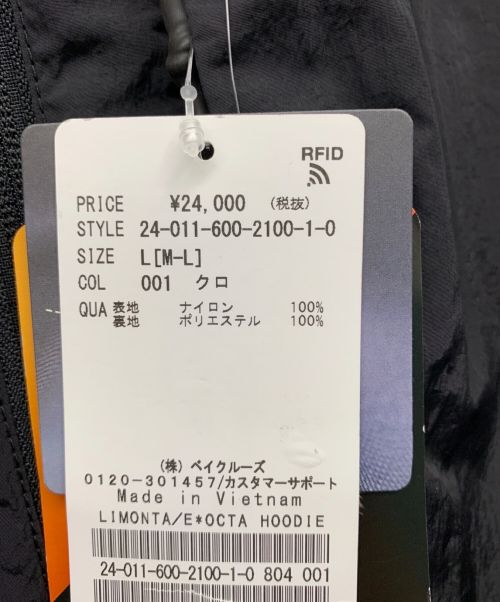 RFID
PRICE ¥24,000 (税抜)
STYLE 24-011-600-2100-1-0
SIZE L[M-L]
COL 001 クロ
QUA 表地 ナイロン 100%
裏地 ポリエステル 100%
(株) ベイクルーズ
0120-301457/カスタマーサポート
Made in Vietnam
LIMONTA/E*OCTA HOODIE
24-011-600-2100-1-0 804 001